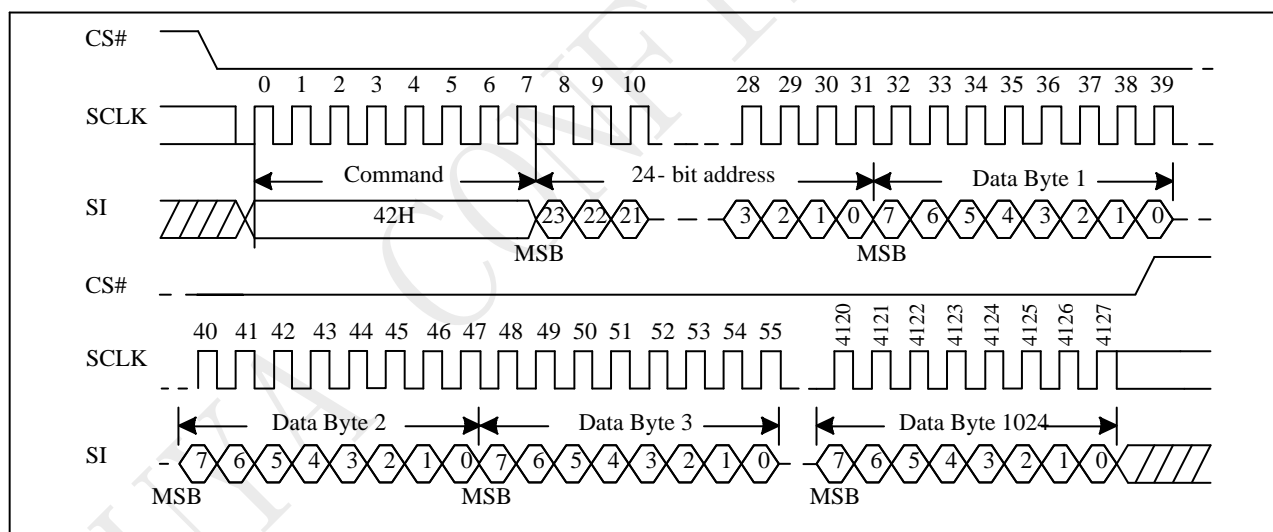 CS#
0 1 2 3 4 5 6 7 8 9 10 28 29 30 31 32 33 34 35 36 37 38 39
SCLK
Command 24- bit address Data Byte 1
SI
42H 23 22 21 3 2 1 0 7 6 5 4 3 2 1 0
MSB MSB
CS#
40 41 42 43 44 45 46 47 48 49 50 51 52 53 54 55 4120 4121 4122 4123 4124 4125 4126 4127
SCLK
Data Byte 2 Data Byte 3 Data Byte 1024
SI
7 6 5 4 3 2 1 0 7 6 5 4 3 2 1 0 7 6 5 4 3 2 1 0
MSB MSB MSB